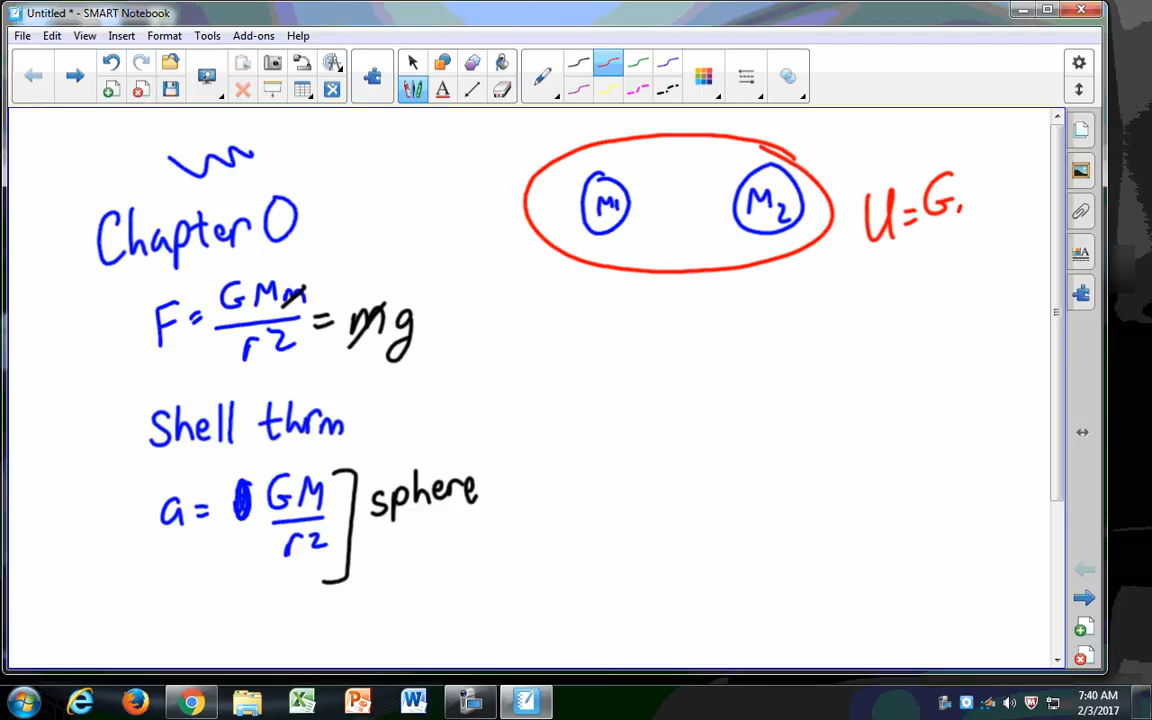 Untitled * - SMART Notebook
File Edit View Insert Format Tools Add-ons Help
Chapter 0
F = GMm / r2 = mg
Shell thrm
a = GM / r2 ] sphere
M1 M2 U = G.
7:40 AM
2/3/2017